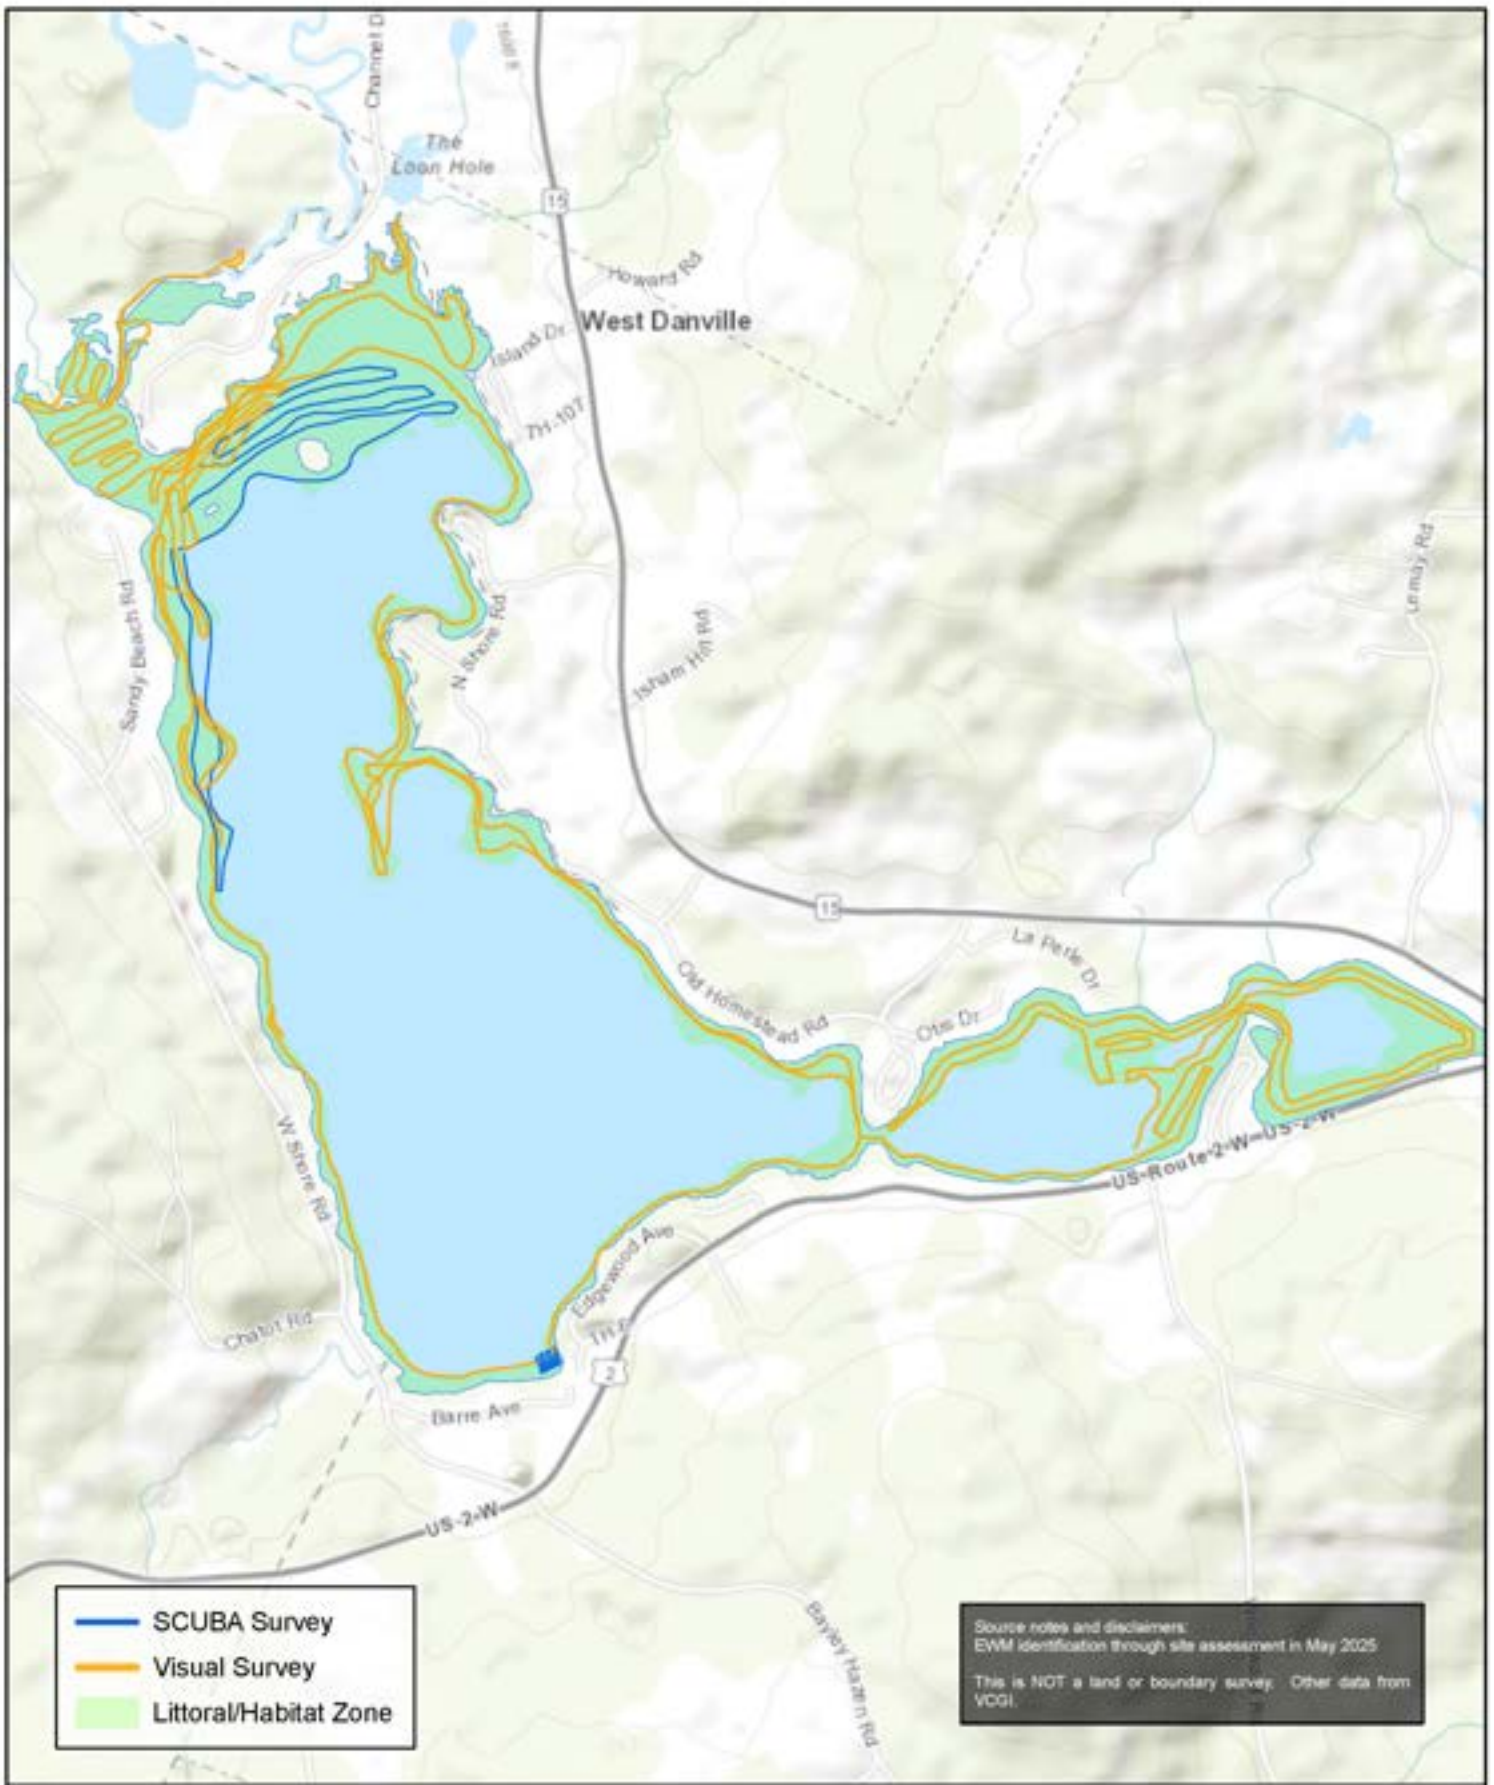 Channel D
The
Loon Hole
15
Howard Rd
West Danville
Island Dr
TH-107
Sandy Beach Rd
N Shore Rd
Isham Hill Rd
Lemay Rd
15
La Perle Dr
Old Homestead Rd
Otis Dr
W Shore Rd
US-Route-2-W=US-2-W
Edgewood Ave
Chatot Rd
2
Barre Ave
US-2-W
Bayley Hazen Rd
SCUBA Survey
Visual Survey
Littoral/Habitat Zone
Source notes and disclaimers:
EWM identification through site assessment in May 2025
This is NOT a land or boundary survey. Other data from
VCGI.